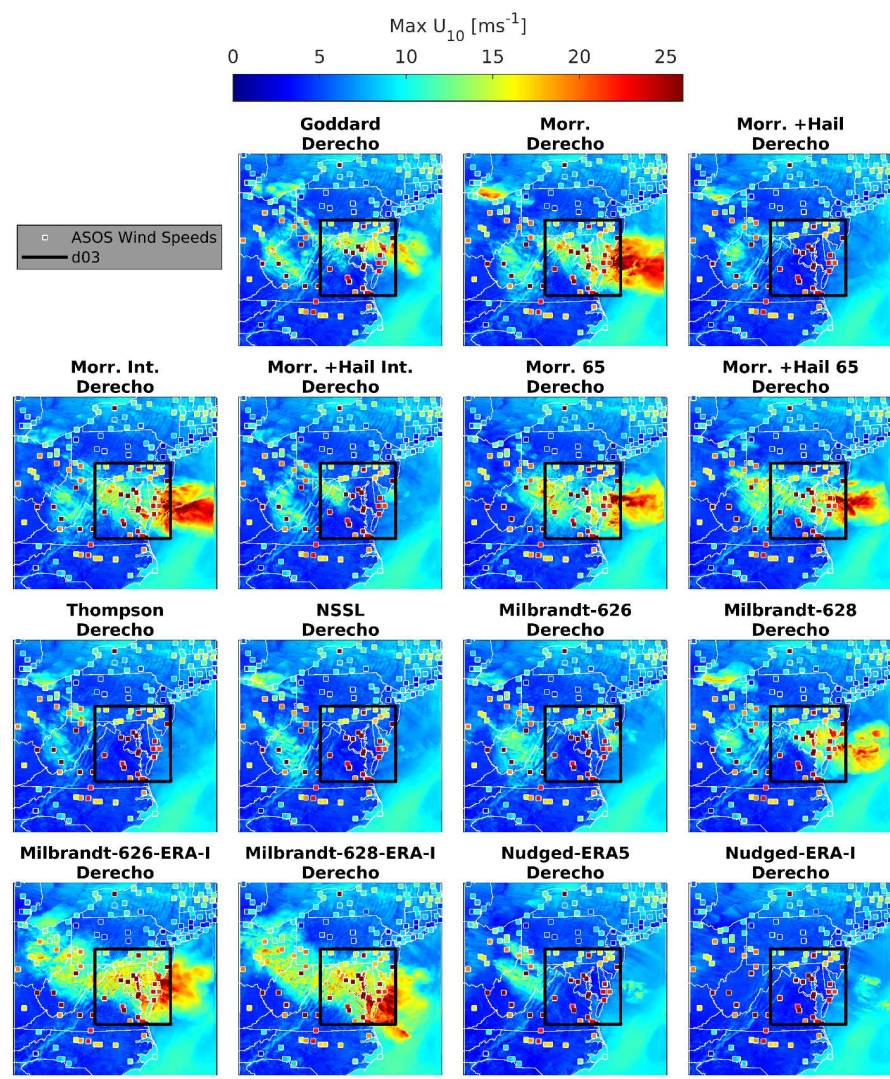 Max U10 [ms-1]
0 5 10 15 20 25
Goddard Derecho
Morr. Derecho
Morr. +Hail Derecho
ASOS Wind Speeds
d03
Morr. Int. Derecho
Morr. +Hail Int. Derecho
Morr. 65 Derecho
Morr. +Hail 65 Derecho
Thompson Derecho
NSSL Derecho
Milbrandt-626 Derecho
Milbrandt-628 Derecho
Milbrandt-626-ERA-I Derecho
Milbrandt-628-ERA-I Derecho
Nudged-ERA5 Derecho
Nudged-ERA-I Derecho